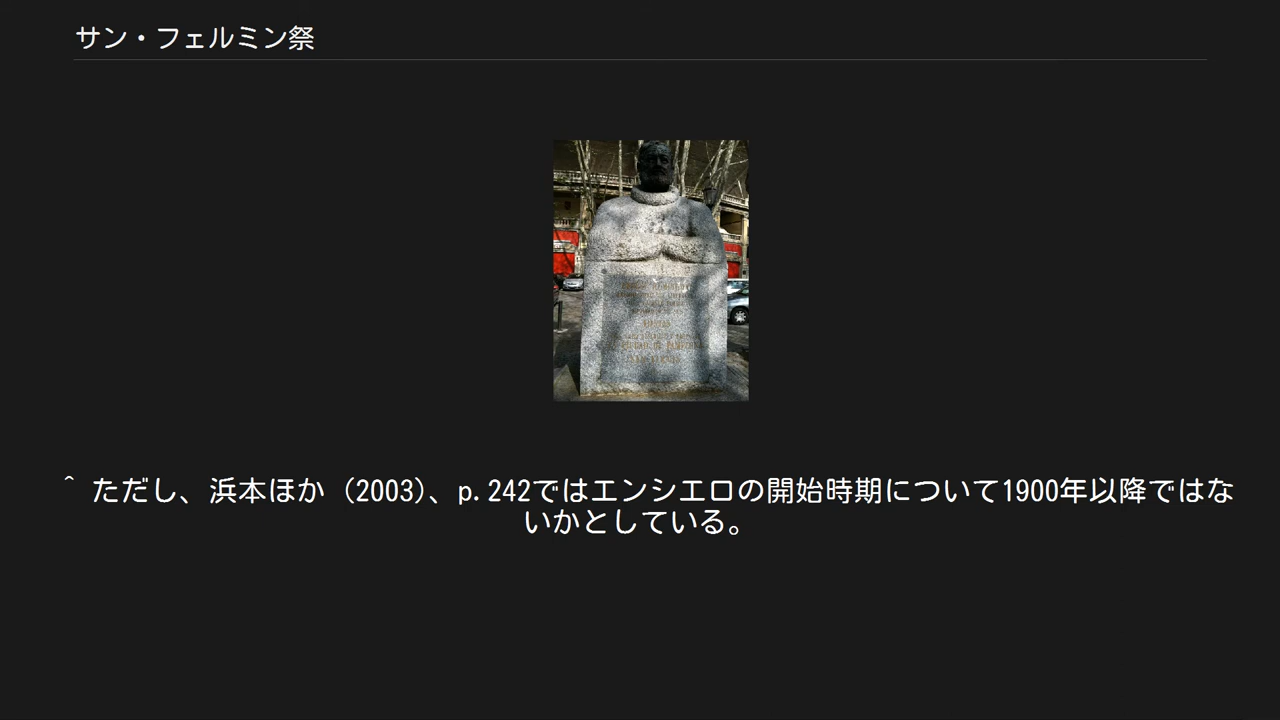 サン・フェルミン祭
^ ただし、浜本ほか (2003)、p.242ではエンシエロの開始時期について1900年以降ではな
いかとしている。